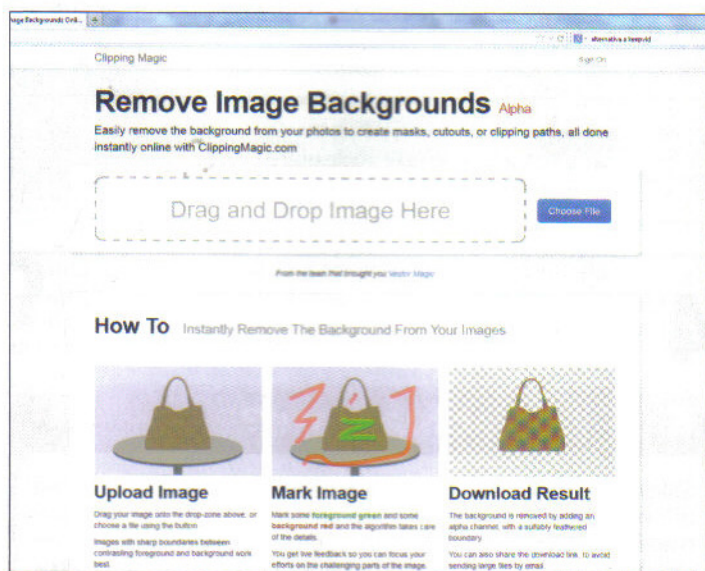 Clipping Magic
Sign On
Remove Image Backgrounds Alpha
Easily remove the background from your photos to create masks, cutouts, or clipping paths, all done
instantly online with ClippingMagic.com
Drag and Drop Image Here
Choose File
From the team that brought you Vector Magic
How To Instantly Remove The Background From Your Images
Upload Image
Drag your image onto the drop-zone above, or
choose a file using the button
Images with sharp boundaries between
contrasting foreground and background work
best
Mark Image
Mark some foreground green and some
background red and the algorithm takes care
of the details.
You get live feedback so you can focus your
efforts on the challenging parts of the image.
Download Result
The background is removed by adding an
alpha channel, with a suitably feathered
boundary.
You can also share the download link, to avoid
sending large files by email.